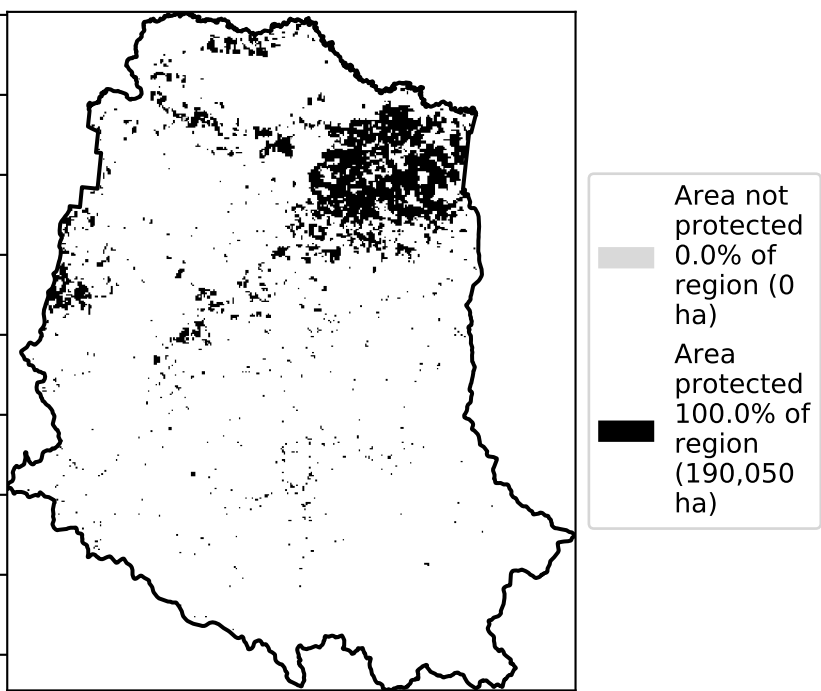 Area not
protected
0.0% of
region (0
ha)
Area
protected
100.0% of
region
(190,050
ha)